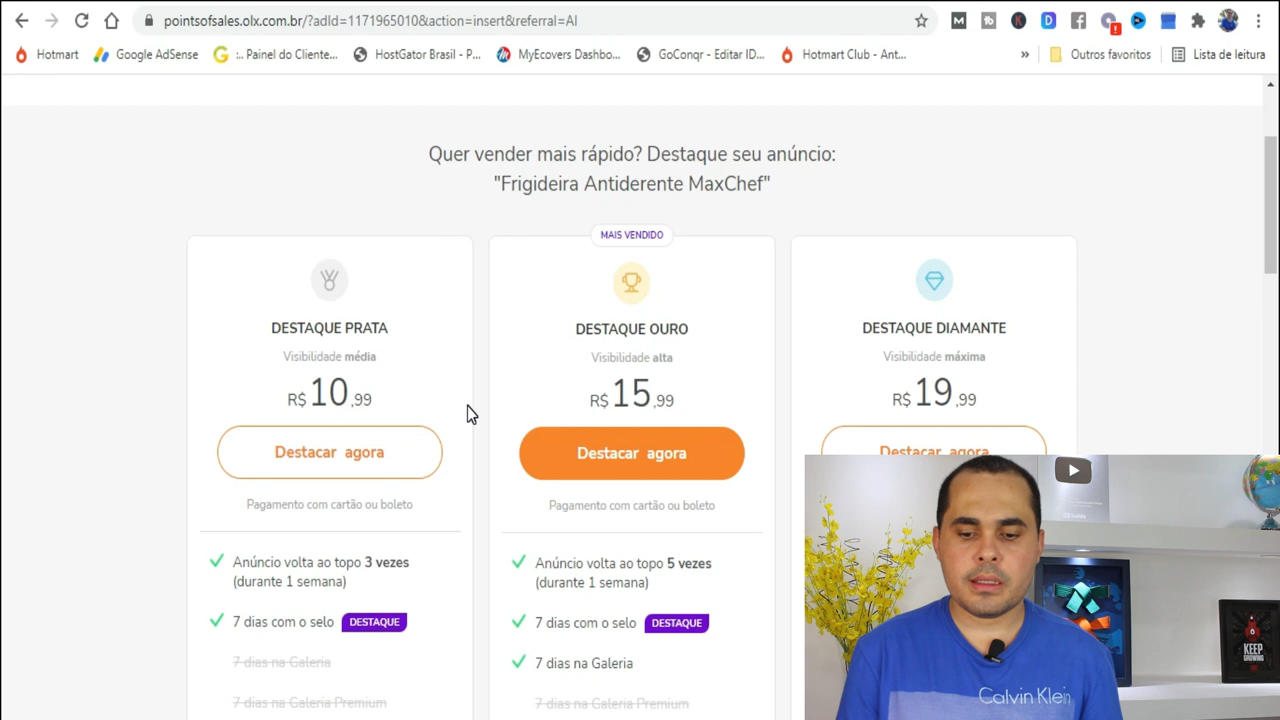 pointsofsales.olx.com.br/?adId=1171965010&action=insert&referral=AI
Hotmart
Google AdSense
:. Painel do Cliente...
HostGator Brasil - P...
MyEcovers Dashbo...
GoConqr - Editar ID...
Hotmart Club - Ant...
»
Outros favoritos
Lista de leitura
Quer vender mais rápido? Destaque seu anúncio:
"Frigideira Antiderente MaxChef"
DESTAQUE PRATA
Visibilidade média
R$ 10,99
Destacar agora
Pagamento com cartão ou boleto
Anúncio volta ao topo 3 vezes
(durante 1 semana)
7 dias com o selo DESTAQUE
7 dias na Galeria
7 dias na Galeria Premium
MAIS VENDIDO
DESTAQUE OURO
Visibilidade alta
R$ 15,99
Destacar agora
Pagamento com cartão ou boleto
Anúncio volta ao topo 5 vezes
(durante 1 semana)
7 dias com o selo DESTAQUE
7 dias na Galeria
7 dias na Galeria Premium
DESTAQUE DIAMANTE
Visibilidade máxima
R$ 19,99
Destacar agora
KEEP
GROWING
Calvin Klein